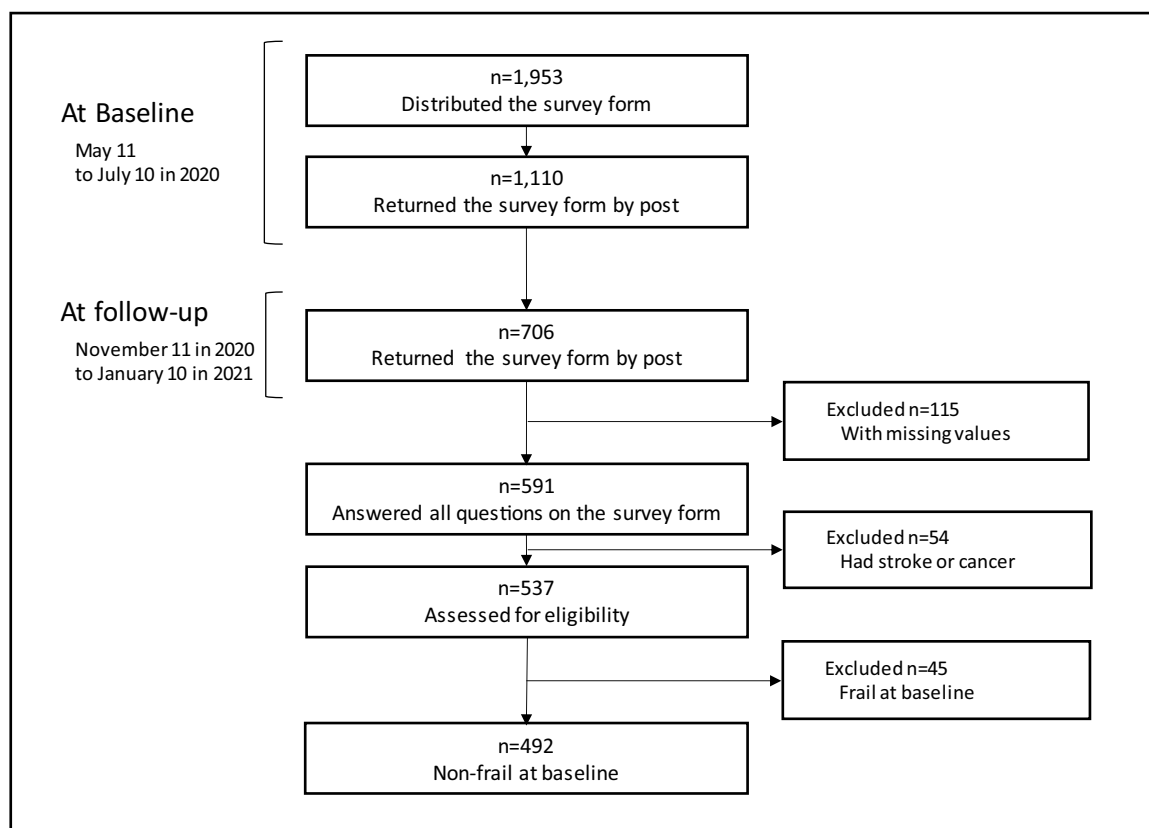 At Baseline
May 11
to July 10 in 2020
n=1,953
Distributed the survey form
n=1,110
Returned the survey form by post
At follow-up
November 11 in 2020
to January 10 in 2021
n=706
Returned the survey form by post
Excluded n=115
With missing values
n=591
Answered all questions on the survey form
Excluded n=54
Had stroke or cancer
n=537
Assessed for eligibility
Excluded n=45
Frail at baseline
n=492
Non-frail at baseline